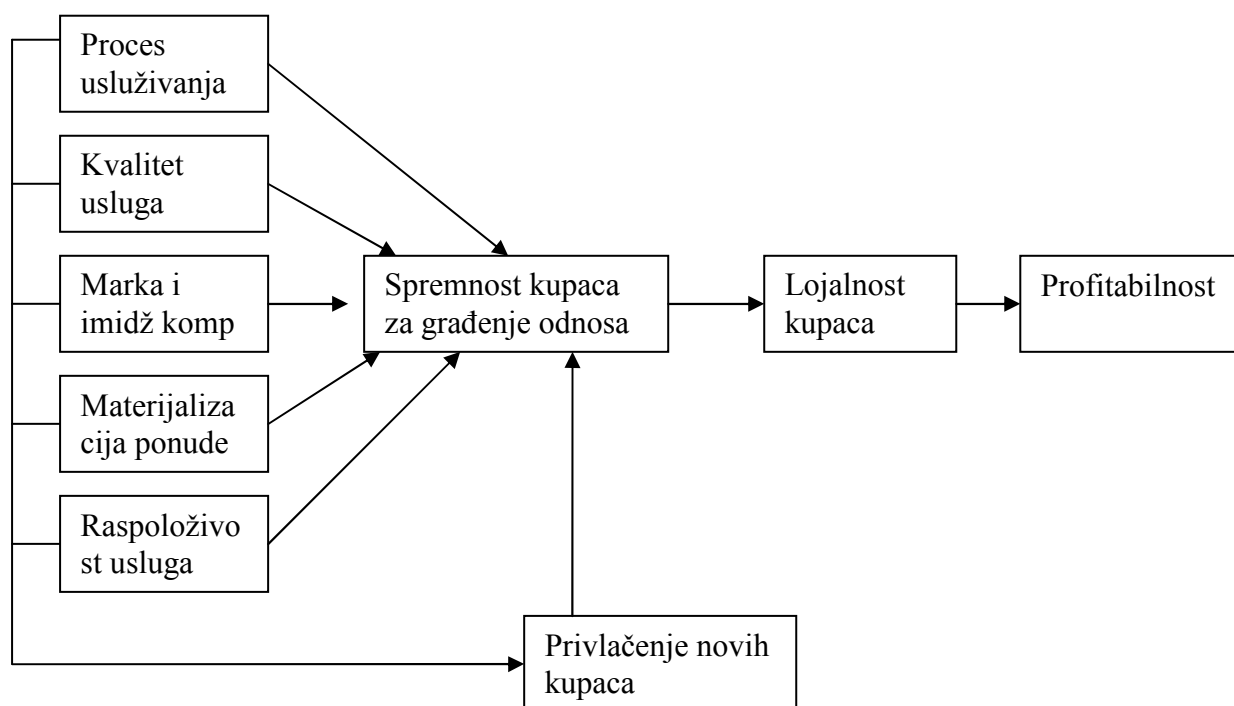 Proces
usluživanja
Kvalitet
usluga
Marka i
imidž komp
Materijaliza
cija ponude
Raspoloživo
st usluga
Spremnost kupaca
za građenje odnosa
Lojalnost
kupaca
Profitabilnost
Privlačenje novih
kupaca